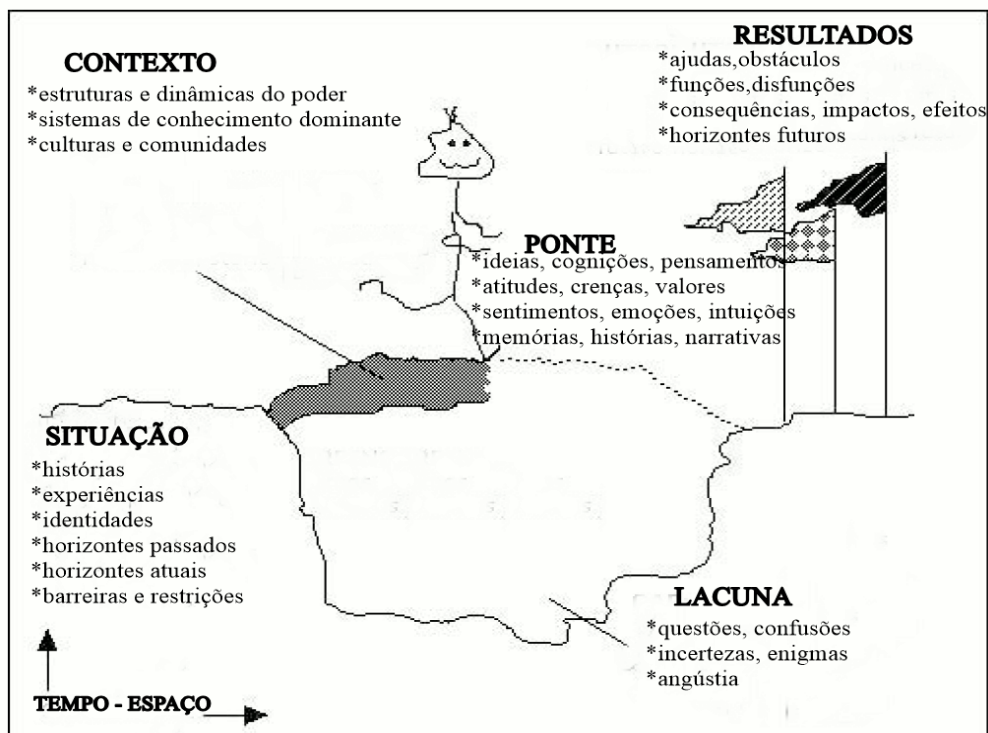 CONTEXTO
*estruturas e dinâmicas do poder
*sistemas de conhecimento dominante
*culturas e comunidades
RESULTADOS
*ajudas,obstáculos
*funções,disfunções
*consequências, impactos, efeitos
*horizontes futuros
PONTE
*ideias, cognições, pensamentos
*atitudes, crenças, valores
*sentimentos, emoções, intuições
*memórias, histórias, narrativas
SITUAÇÃO
*histórias
*experiências
*identidades
*horizontes passados
*horizontes atuais
*barreiras e restrições
LACUNA
*questões, confusões
*incertezas, enigmas
*angústia
TEMPO - ESPAÇO